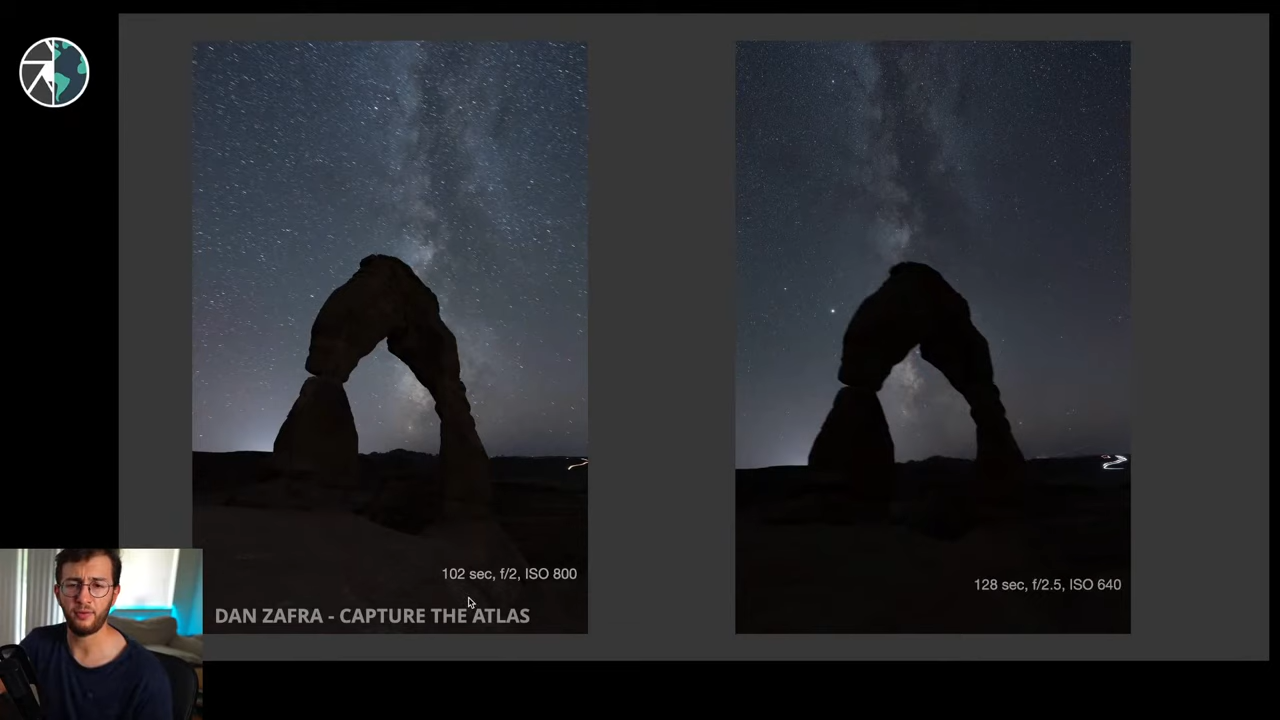 102 sec, f/2, ISO 800
128 sec, f/2.5, ISO 640
DAN ZAFRA - CAPTURE THE ATLAS